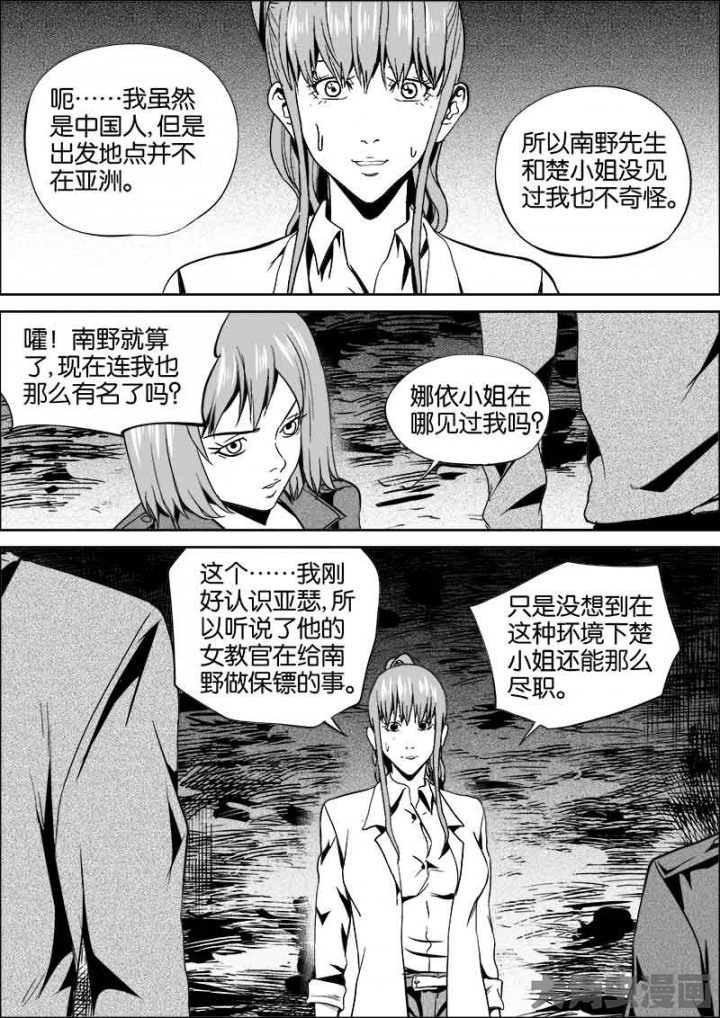 呃……我虽然
是中国人,但是
出发地点并不
在亚洲。
所以南野先生
和楚小姐没见
过我也不奇怪。
嚯！南野就算
了,现在连我也
那么有名了吗？
娜依小姐在
哪见过我吗？
这个……我刚
好认识亚瑟,所
以听说了他的
女教官在给南
野做保镖的事。
只是没想到在
这种环境下楚
小姐还能那么
尽职。
漫画